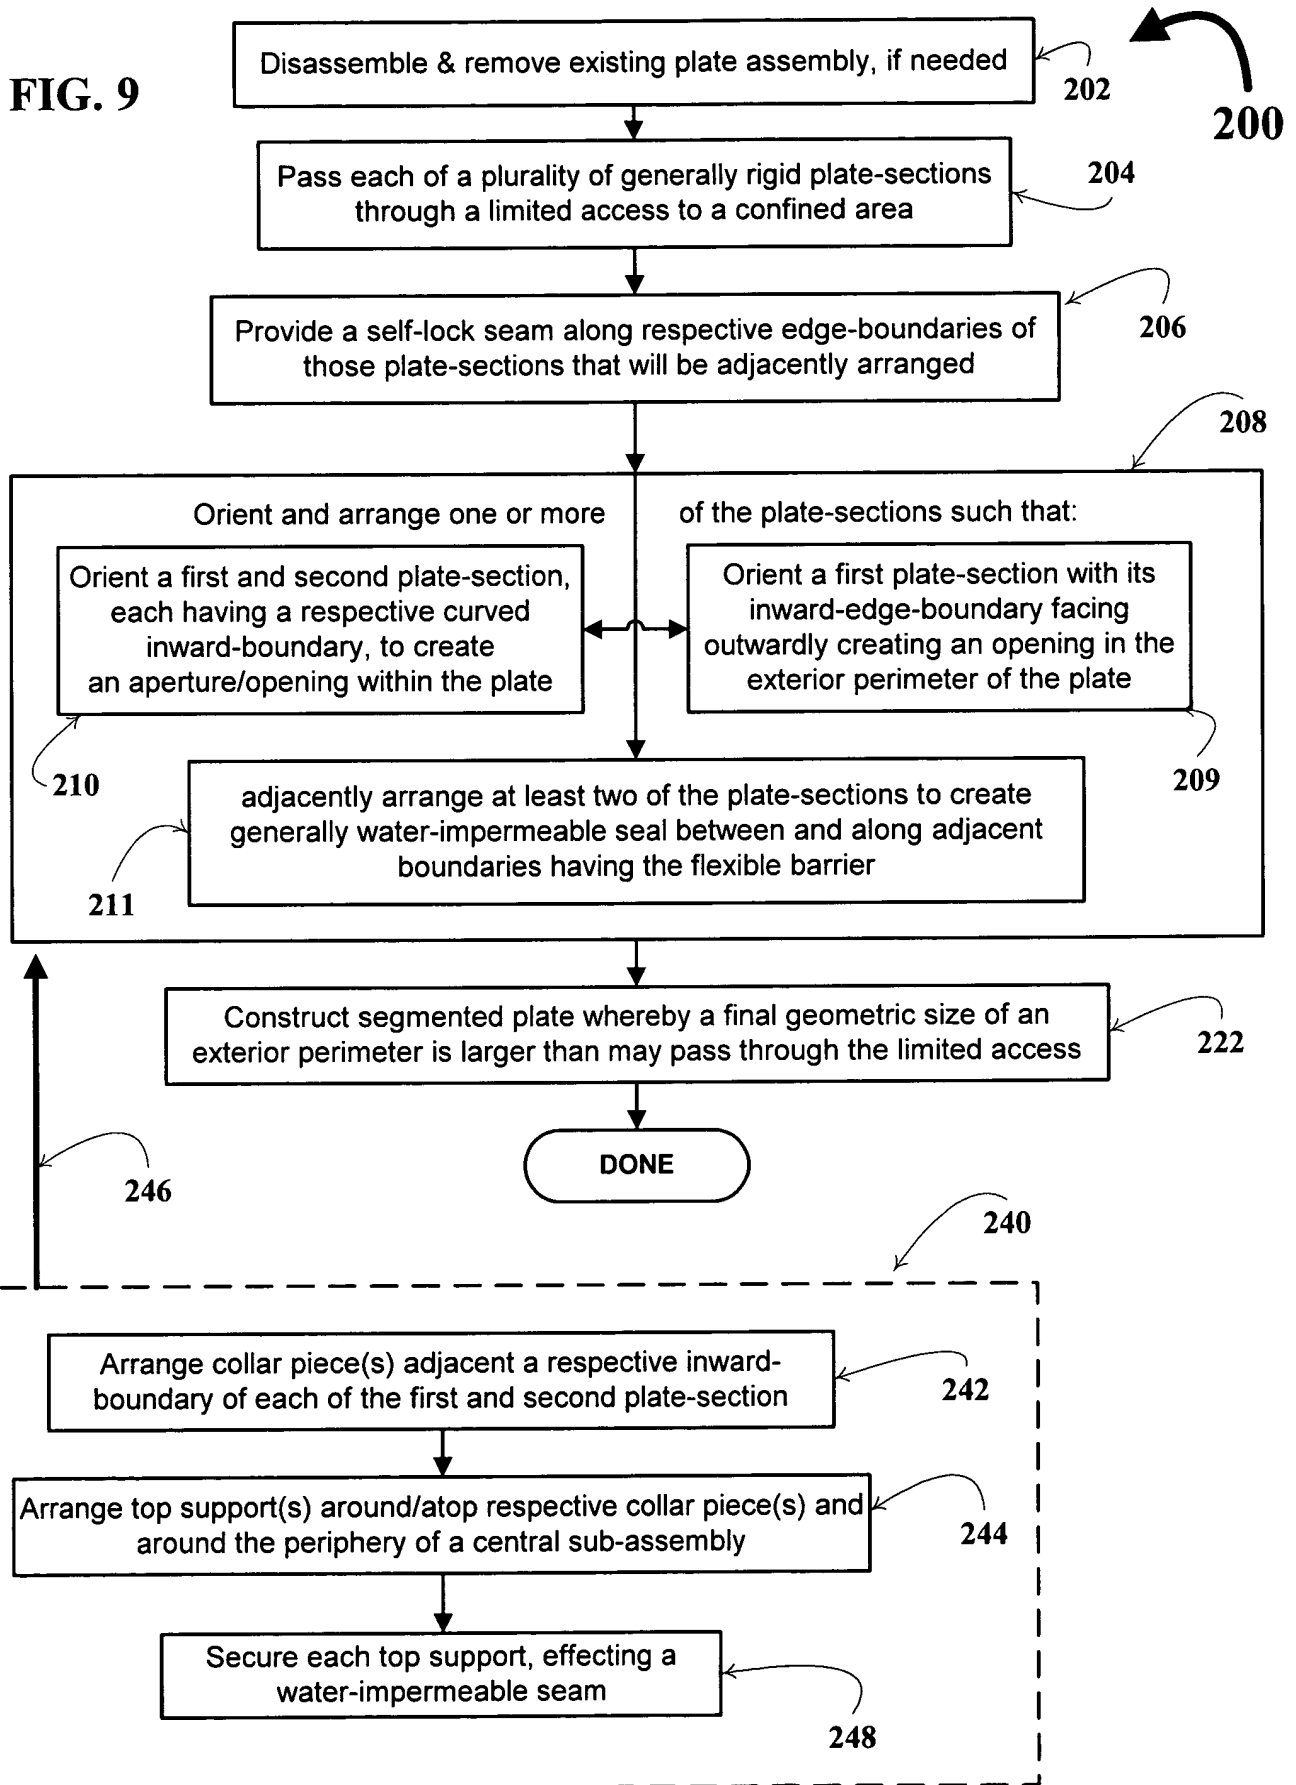 FIG. 9
200
Disassemble & remove existing plate assembly, if needed
202
Pass each of a plurality of generally rigid plate-sections
through a limited access to a confined area
204
Provide a self-lock seam along respective edge-boundaries of
those plate-sections that will be adjacently arranged
206
208
Orient and arrange one or more of the plate-sections such that:
Orient a first and second plate-section,
each having a respective curved
inward-boundary, to create
an aperture/opening within the plate
210
Orient a first plate-section with its
inward-edge-boundary facing
outwardly creating an opening in the
exterior perimeter of the plate
209
adjacently arrange at least two of the plate-sections to create
generally water-impermeable seal between and along adjacent
boundaries having the flexible barrier
211
Construct segmented plate whereby a final geometric size of an
exterior perimeter is larger than may pass through the limited access
222
DONE
246
240
Arrange collar piece(s) adjacent a respective inward-
boundary of each of the first and second plate-section
242
Arrange top support(s) around/atop respective collar piece(s) and
around the periphery of a central sub-assembly
244
Secure each top support, effecting a
water-impermeable seam
248